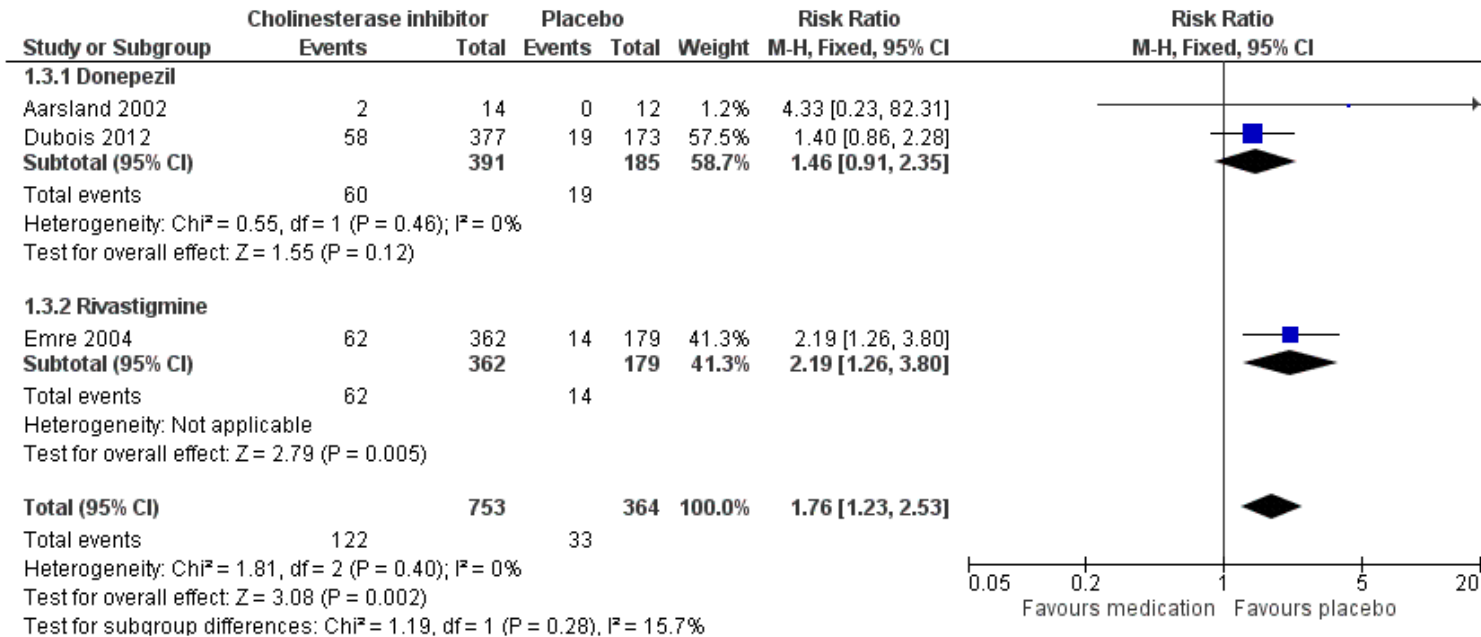 Cholinesterase inhibitor Placebo Risk Ratio Risk Ratio
Study or Subgroup Events Total Events Total Weight M-H, Fixed, 95% CI M-H, Fixed, 95% CI
1.3.1 Donepezil
Aarsland 2002 2 14 0 12 1.2% 4.33 [0.23, 82.31]
Dubois 2012 58 377 19 173 57.5% 1.40 [0.86, 2.28]
Subtotal (95% CI) 391 185 58.7% 1.46 [0.91, 2.35]
Total events 60 19
Heterogeneity: Chi² = 0.55, df = 1 (P = 0.46); I² = 0%
Test for overall effect: Z = 1.55 (P = 0.12)
1.3.2 Rivastigmine
Emre 2004 62 362 14 179 41.3% 2.19 [1.26, 3.80]
Subtotal (95% CI) 362 179 41.3% 2.19 [1.26, 3.80]
Total events 62 14
Heterogeneity: Not applicable
Test for overall effect: Z = 2.79 (P = 0.005)
Total (95% CI) 753 364 100.0% 1.76 [1.23, 2.53]
Total events 122 33
Heterogeneity: Chi² = 1.81, df = 2 (P = 0.40); I² = 0%
Test for overall effect: Z = 3.08 (P = 0.002)
Test for subgroup differences: Chi² = 1.19, df = 1 (P = 0.28), I² = 15.7%
0.05 0.2 1 5 20
Favours medication Favours placebo